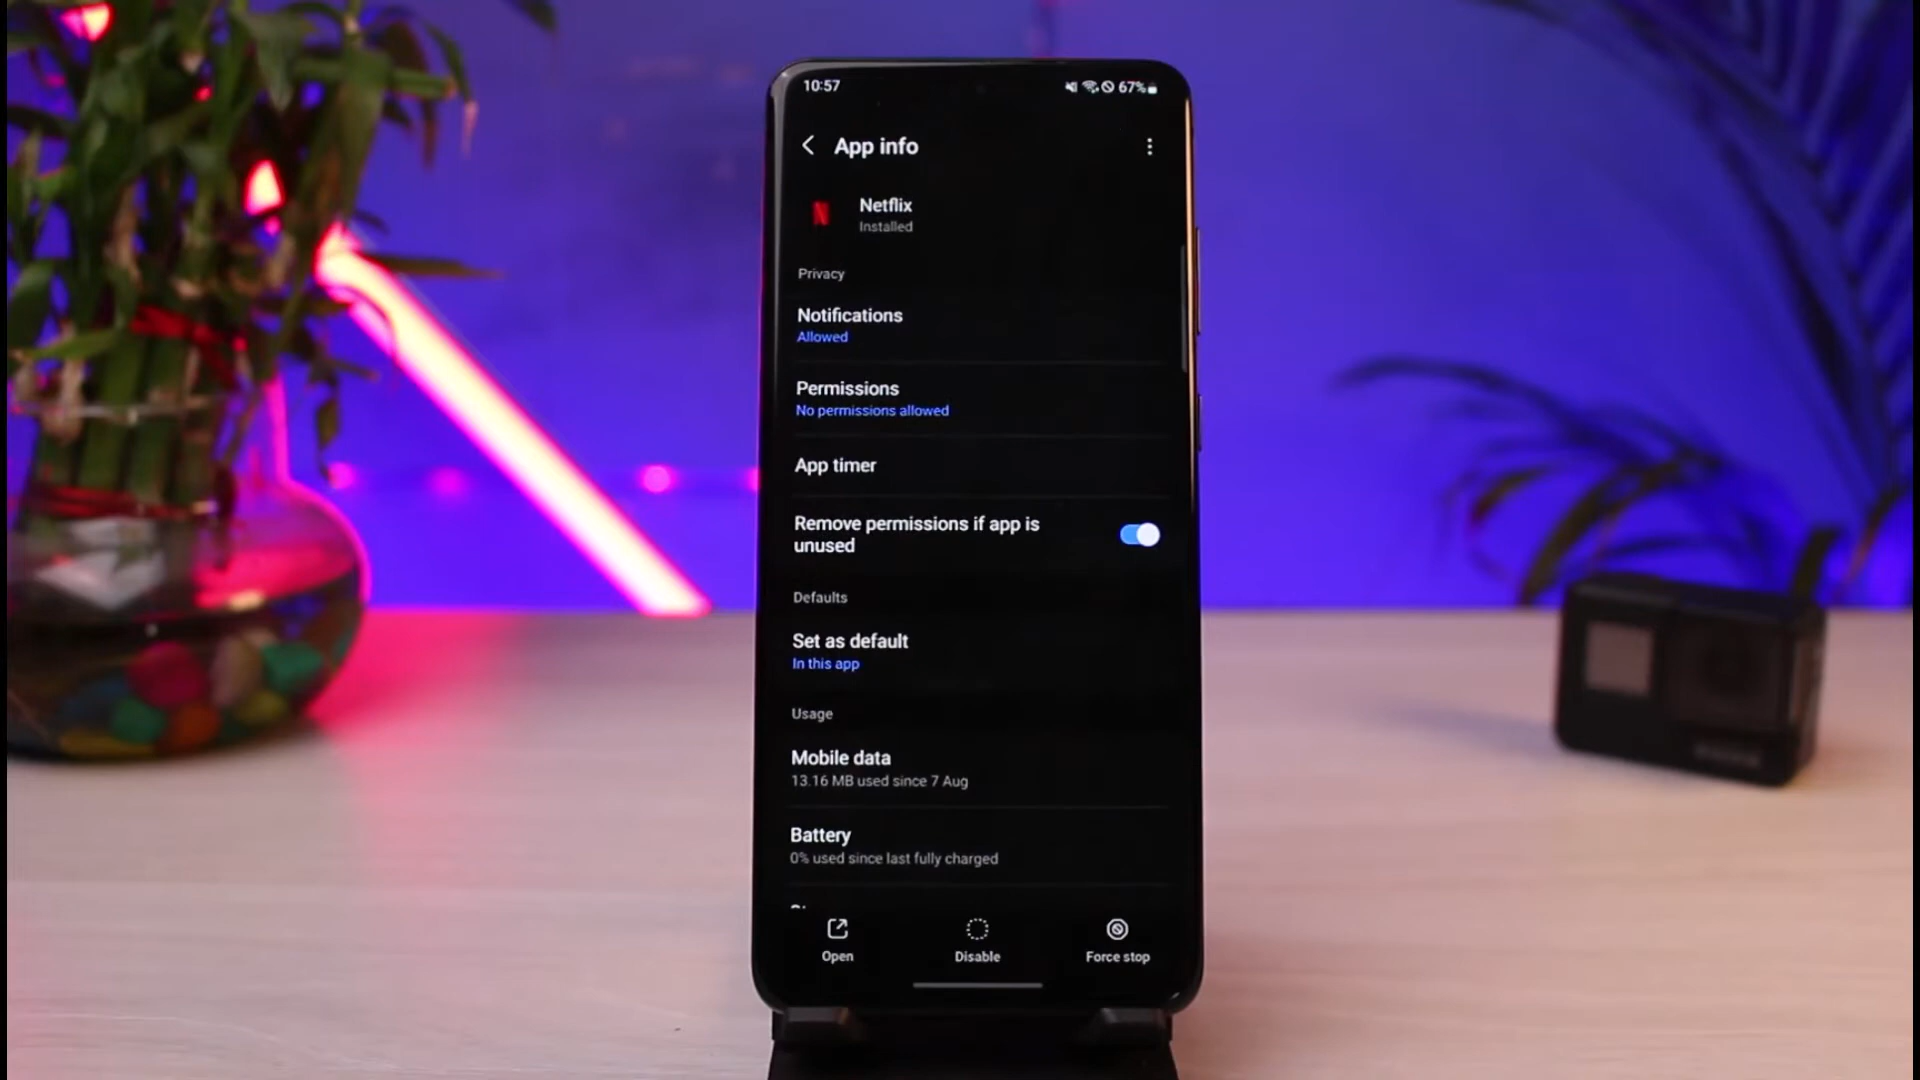 10:57
67%
App info
N
Netflix
Installed
Privacy
Notifications
Allowed
Permissions
No permissions allowed
App timer
Remove permissions if app is
unused
Defaults
Set as default
In this app
Usage
Mobile data
13.16 MB used since 7 Aug
Battery
0% used since last fully charged
Open
Disable
Force stop